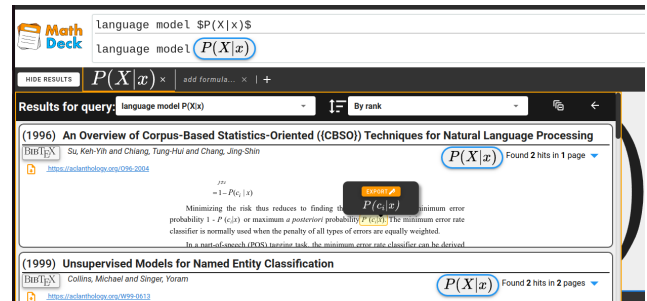 Math
Deck
language model $P(X|x)$
language model P(X|x)
HIDE RESULTS P(X|x) × add formula... × | +
Results for query: language model P(X|x) By rank
(1996) An Overview of Corpus-Based Statistics-Oriented ({CBSO}) Techniques for Natural Language Processing
BIBTEX Su, Keh-Yih and Chiang, Tung-Hui and Chang, Jing-Shin P(X|x) Found 2 hits in 1 page
https://aclanthology.org/O96-2004
j≠i
=1−P(c_i|x)
EXPORT
P(c_i|x)
Minimizing the risk thus reduces to finding th inimum error
probability 1 - P (c_i|x) or maximum a posteriori probability P (c_i|x). The minimum error rate
classifier is normally used when the penalty of all types of errors are equally weighted.
In a part-of-speech (POS) tagging task, the minimum error rate classifier can be derived
(1999) Unsupervised Models for Named Entity Classification
BIBTEX Collins, Michael and Singer, Yoram P(X|x) Found 2 hits in 2 pages
https://aclanthology.org/W99-0613